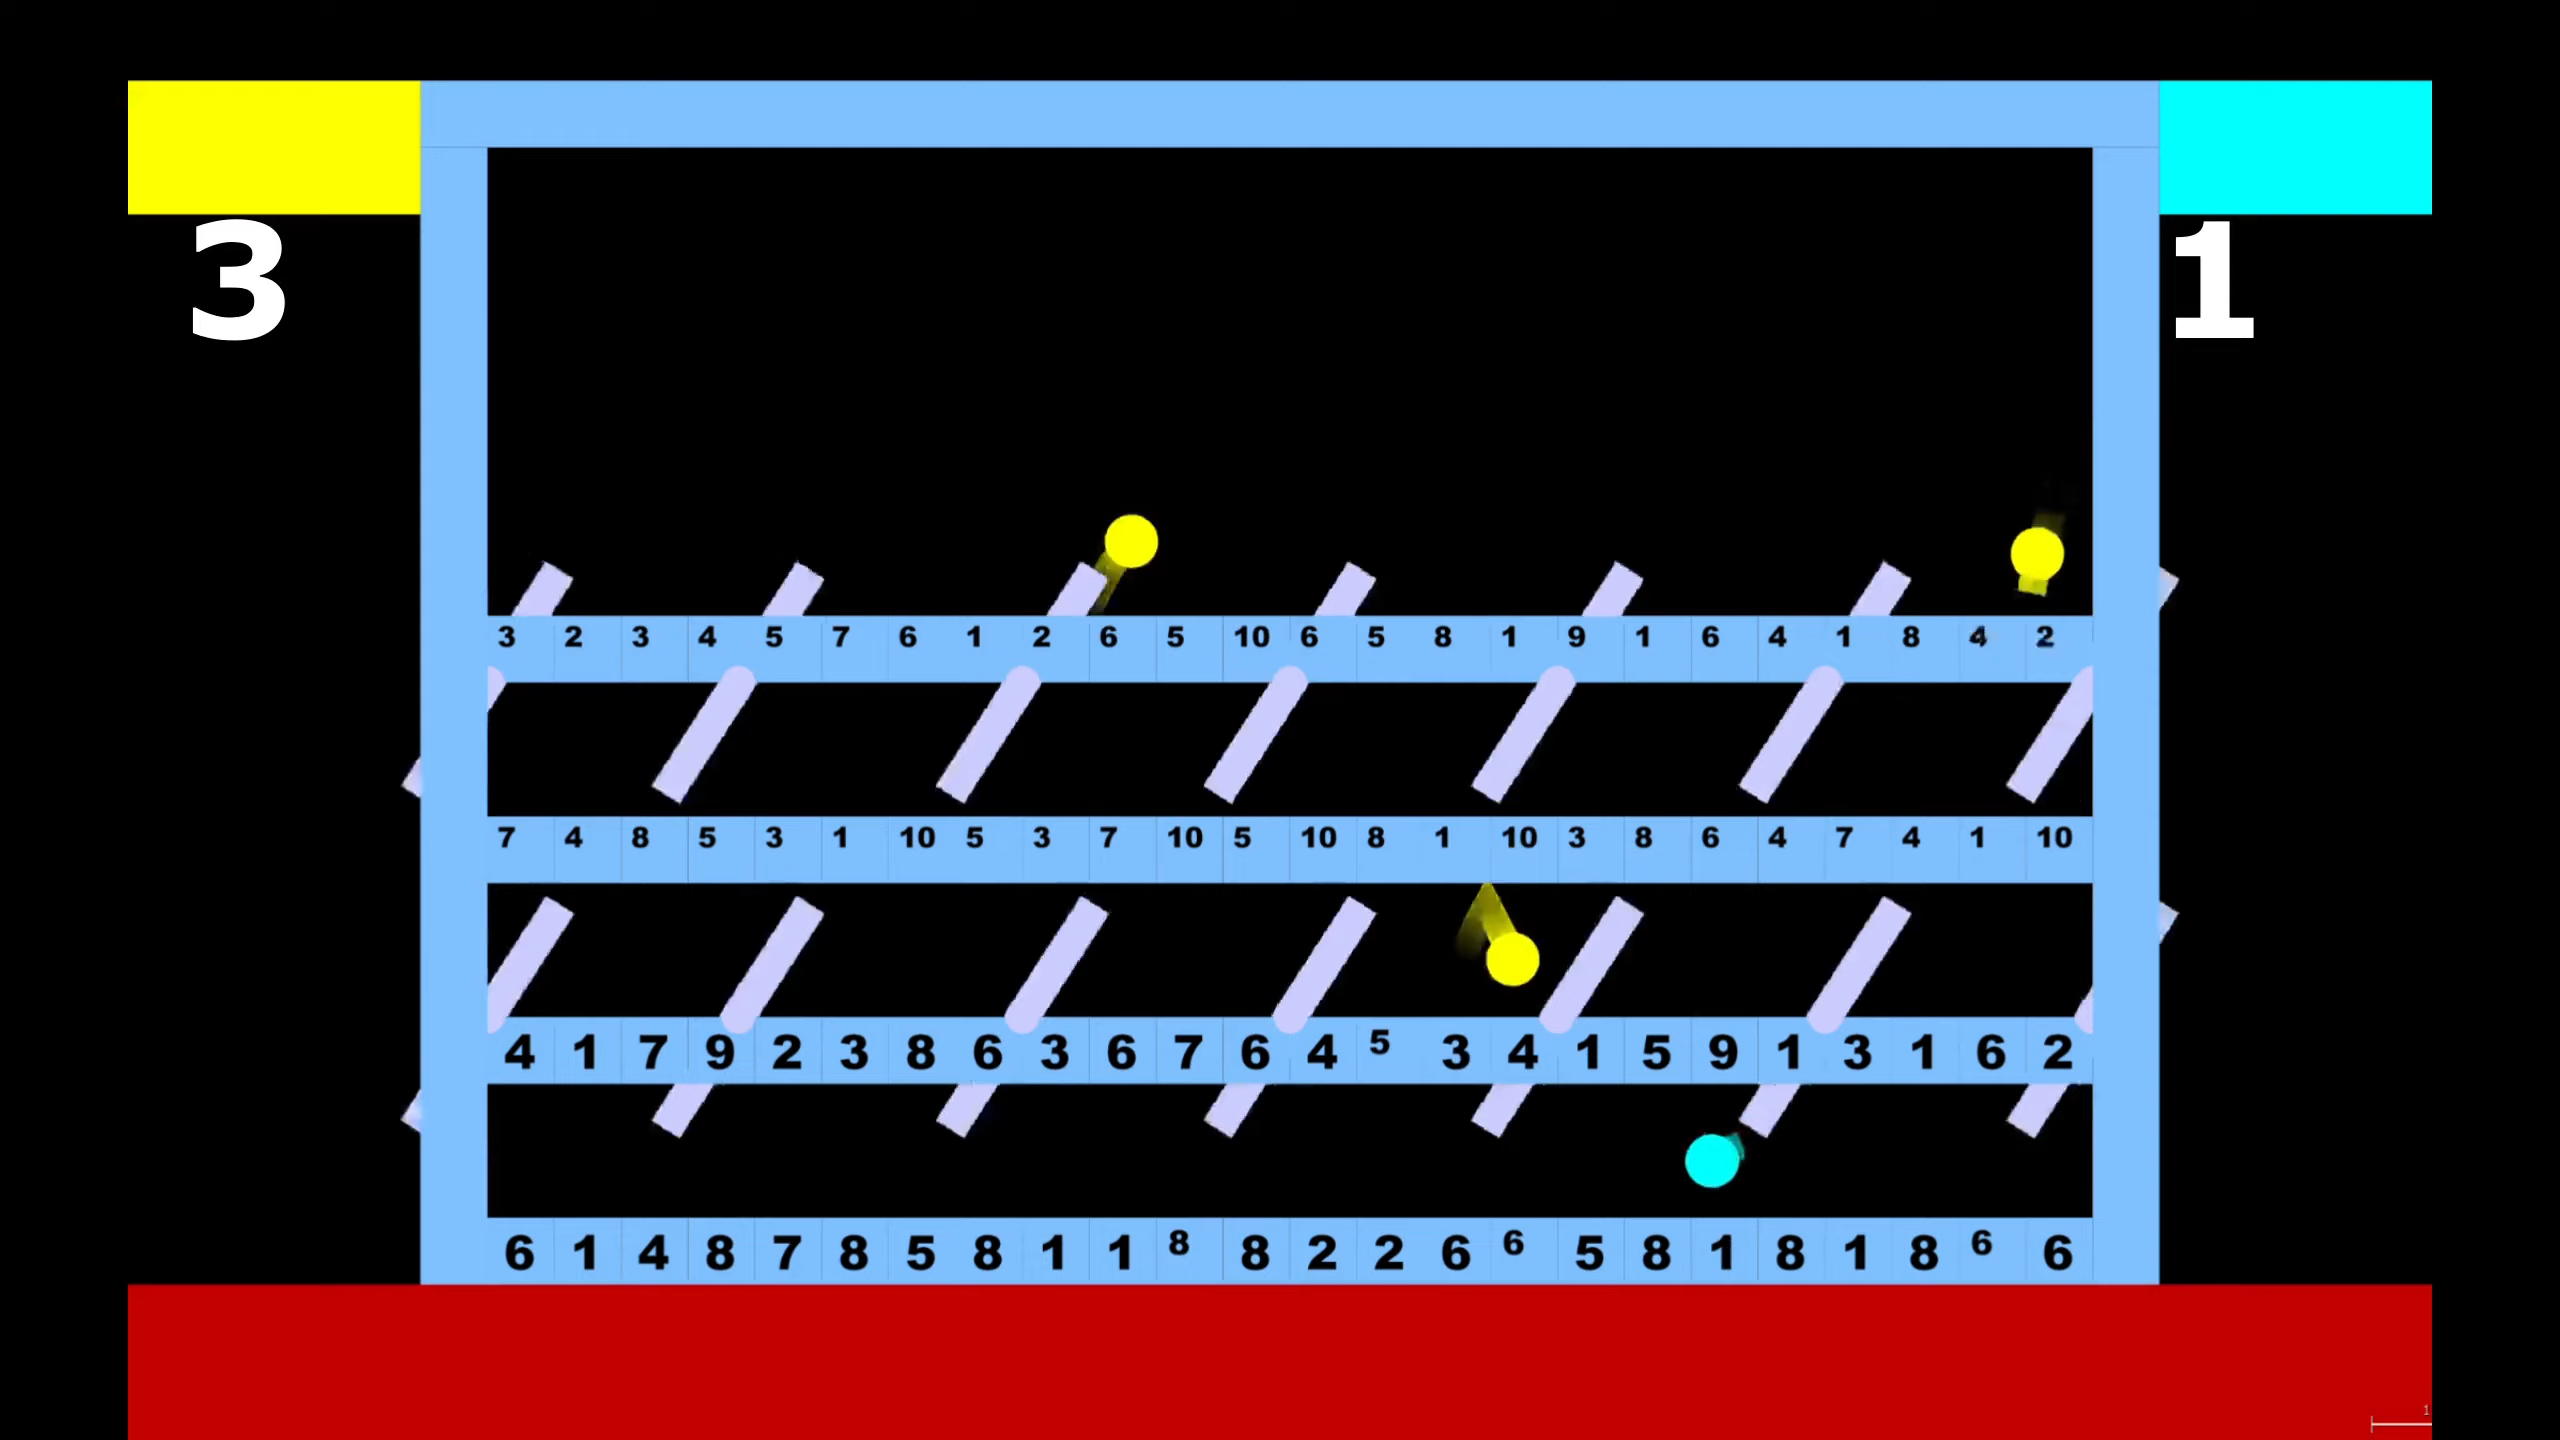 3 1
3 2 3 4 5 7 6 1 2 6 5 10 6 5 8 1 9 1 6 4 1 8 4 2
7 4 8 5 3 1 10 5 3 7 10 5 10 8 1 10 3 8 6 4 7 4 1 10
4 1 7 9 2 3 8 6 3 6 7 6 4 5 3 4 1 5 9 1 3 1 6 2
6 1 4 8 7 8 5 8 1 1 8 8 2 2 6 6 5 8 1 8 1 8 6 6
1